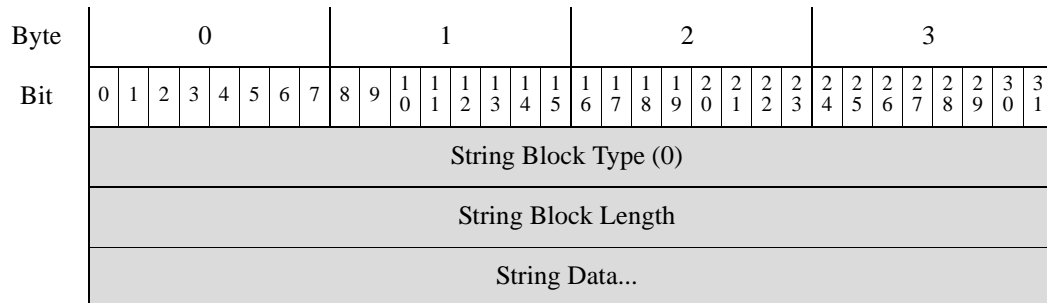 Byte 0 1 2 3
Bit 0 1 2 3 4 5 6 7 8 9 10 11 12 13 14 15 16 17 18 19 20 21 22 23 24 25 26 27 28 29 30 31
String Block Type (0)
String Block Length
String Data...